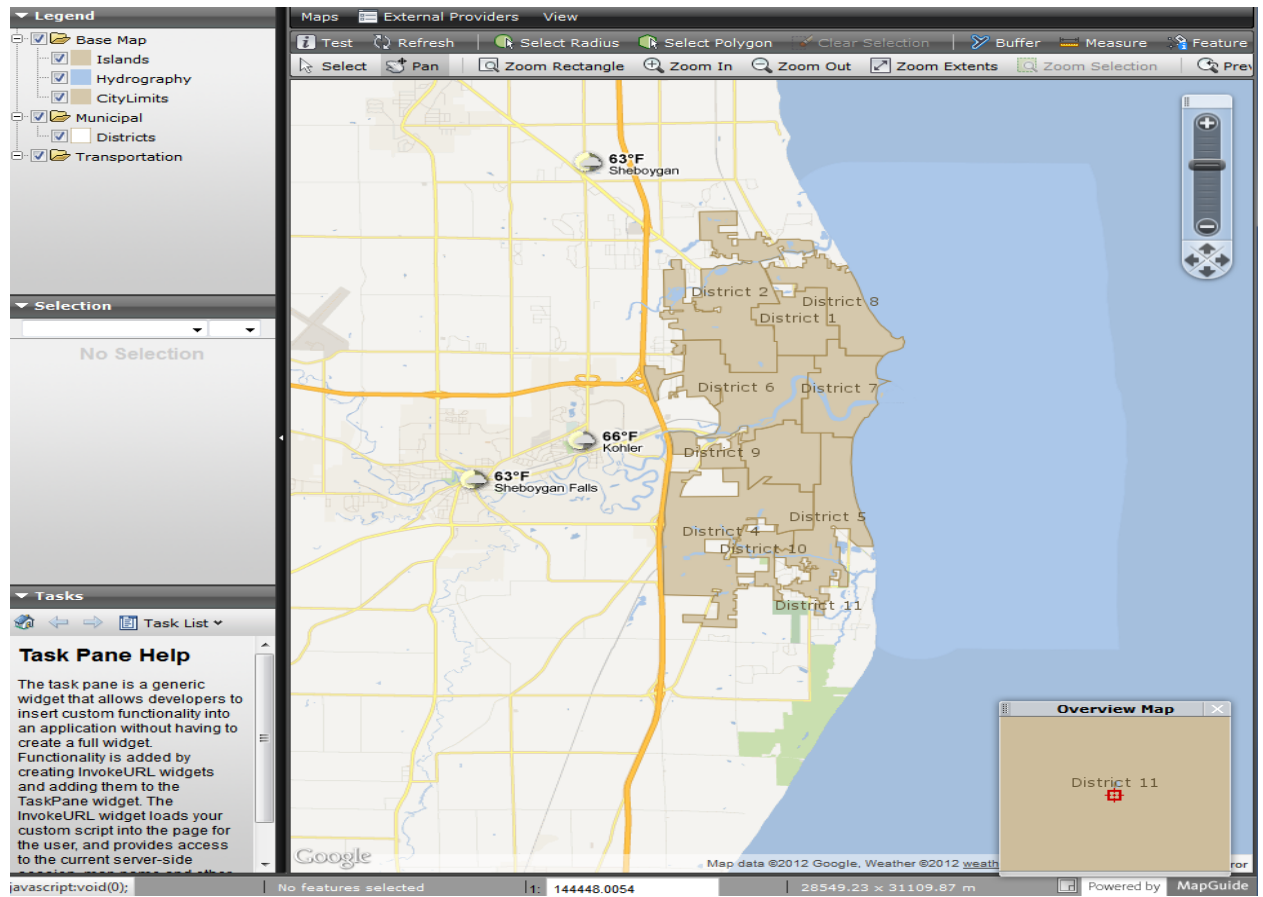 Legend
Base Map
Islands
Hydrography
CityLimits
Municipal
Districts
Transportation
Selection
No Selection
Tasks
Task List
Task Pane Help
The task pane is a generic
widget that allows developers to
insert custom functionality into
an application without having to
create a full widget.
Functionality is added by
creating InvokeURL widgets
and adding them to the
TaskPane widget. The
InvokeURL widget loads your
custom script into the page for
the user, and provides access
to the current server-side
Maps External Providers View
Test Refresh Select Radius Select Polygon Clear Selection Buffer Measure Feature
Select Pan Zoom Rectangle Zoom In Zoom Out Zoom Extents Zoom Selection Prev
63°F
Sheboygan
District 2
District 8
District 1
District 6 District 7
66°F
Kohler
District 9
63°F
Sheboygan Falls
District 5
District 4
District 10
District 11
Overview Map
District 11
Google
Map data ©2012 Google, Weather ©2012 weath
ror
javascript:void(0); No features selected 1: 144448.0054 28549.23 x 31109.87 m Powered by MapGuide